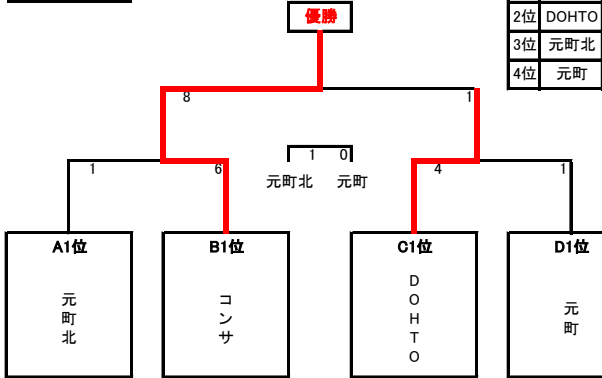 優勝
2位 DOHTO
3位 元町北
4位 元町
8 1
1 6 1 0 4 1
元町北 元町
A1位 B1位 C1位 D1位
元町北
コンサ
DOHTO
元町